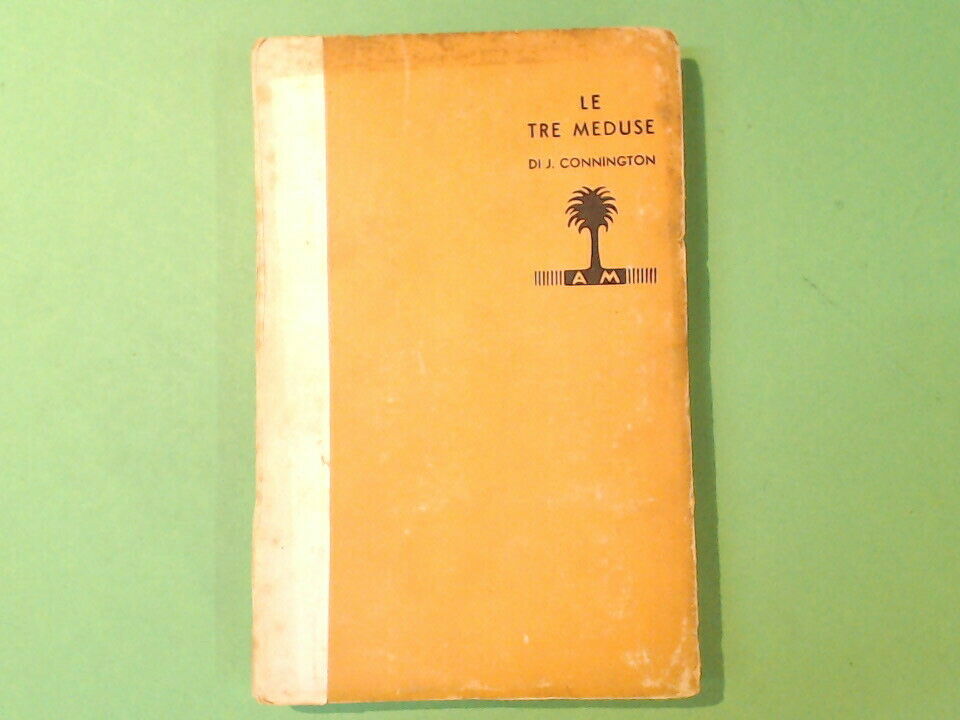 LE
TRE MEDUSE
DI J. CONNINGTON
A M